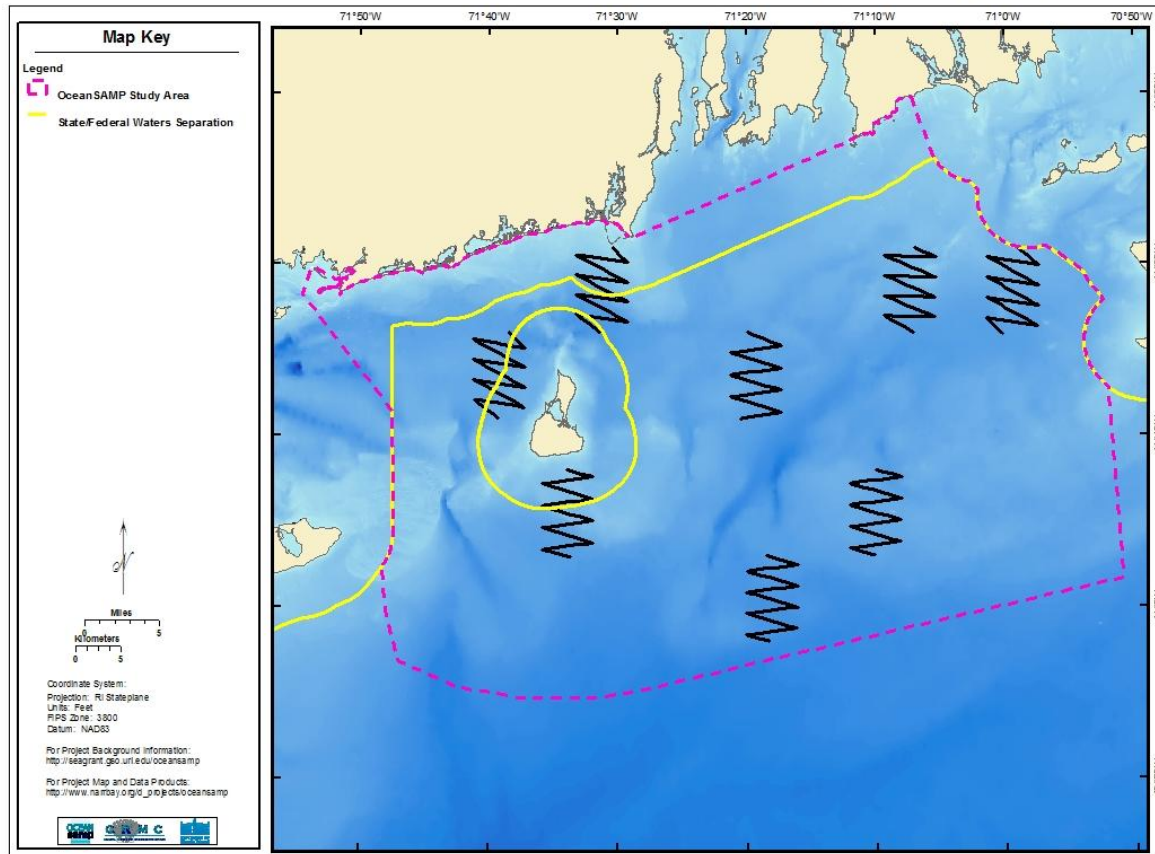 71°50'W 71°40'W 71°30'W 71°20'W 71°10'W 71°0'W 70°50'W
Map Key
Legend
OceanSAMP Study Area
State/Federal Waters Separation
N
Miles
0 5
Kilometers
0 5
Coordinate System:
Projection: RI Stateplane
Units: Feet
FIPS Zone: 3800
Datum: NAD83
For Project Background Information:
http://seagrant.gso.uri.edu/oceansamp
For Project Map and Data Products:
http://www.narrbay.org/d_projects/oceansamp
OCEAN
samp
C R M C